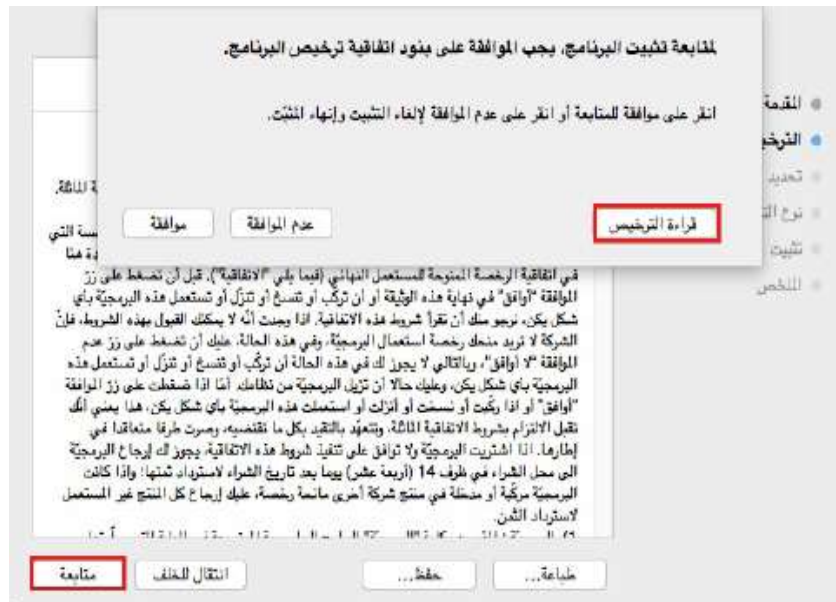 لمتابعة تثبيت البرنامج، يجب الموافقة على بنود اتفاقية ترخيص البرنامج.
انقر على موافقة للمتابعة أو انقر على عدم الموافقة لإلغاء التثبيت وإنهاء المثبّت.
قراءة الترخيص
عدم الموافقة
موافقة
المقدمة
الترخيـ
تحديد
نوع التـ
تثبيت
الملخص
ة الماثلة.
سسة التي
دة هنا
في اتفاقية الرخصة الممنوحة للمستعمل النهائي (فيما يلي "الاتفاقية"). قبل أن تضغط على زرّ
الموافقة "أوافق" في نهاية هذه الوثيقة أو ان تركّب أو تنسخ أو تنزّل أو تستعمل هذه البرمجيّة بأي
شكل يكن، نرجو منك أن تقرأ شروط هذه الاتفاقية. اذا وجدت أنّه لا يمكنك القبول بهذه الشروط، فإنّ
الشركة لا تريد منحك رخصة استعمال البرمجيّة، وفي هذه الحالة، عليك أن تضغط على زرّ عدم
الموافقة "لا أوافق"، وبالتالي لا يجوز لك في هذه الحالة أن تركّب أو تنسخ أو تنزّل أو تستعمل هذه
البرمجيّة بأي شكل يكن، وعليك حالا أن تزيل البرمجيّة من نظامك. أمّا اذا ضغطت على زرّ الموافقة
"أوافق" أو اذا ركّبت أو نسخت أو أنزلت أو استعملت هذه البرمجيّة بأي شكل يكن، هذا يعني أنّك
تقبل الالتزام بشروط الاتفاقية الماثلة، وتتعهّد بالتقيد بكل ما تقتضيه، وصرت طرفا متعاقدا في
إطارها. اذا اشتريت البرمجيّة ولا توافق على تنفيذ شروط هذه الاتفاقية، يجوز لك إرجاع البرمجيّة
الى محل الشراء في ظرف 14 (أربعة عشر) يوما بعد تاريخ الشراء لاسترداد ثمنها؛ واذا كانت
البرمجيّة مركّبة أو مدخلة في منتج شركة أخرى مانحة رخصة، عليك إرجاع كل المنتج غير المستعمل
لاسترداد الثمن.
طباعة...
حفظ...
انتقال للخلف
متابعة